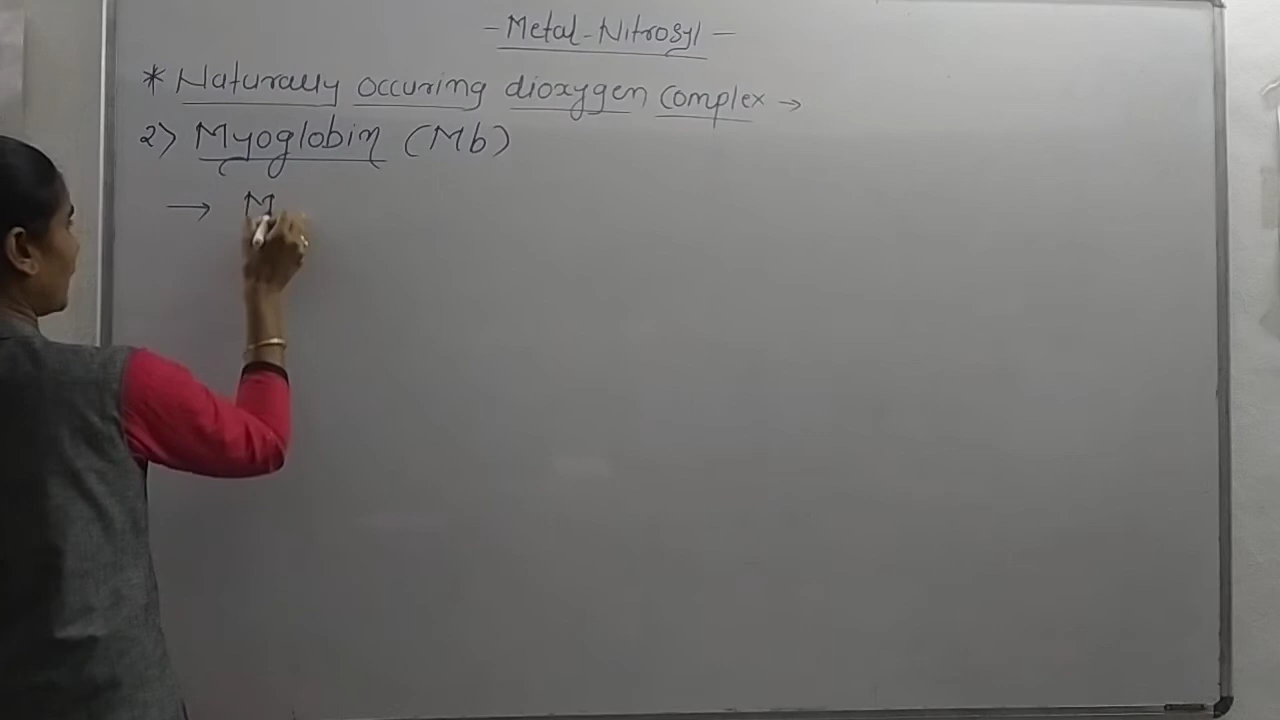 - Metal-Nitrosyl -
* Naturally occuring dioxygen complex →
2) Myoglobin (Mb)
→ M